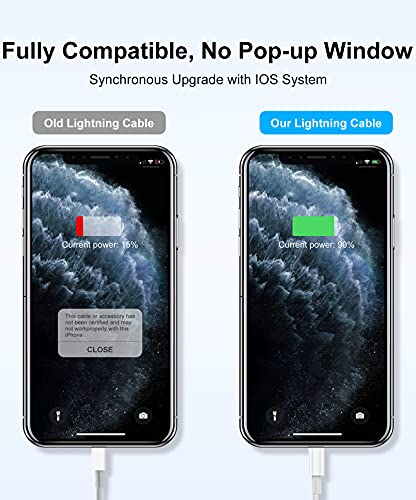 Fully Compatible, No Pop-up Window
Synchronous Upgrade with IOS System
Old Lightning Cable
Our Lightning Cable
Current power: 15%
Current power: 90%
This cable or accessory has
not been certified and may
not workproperly with this
iPhone
CLOSE